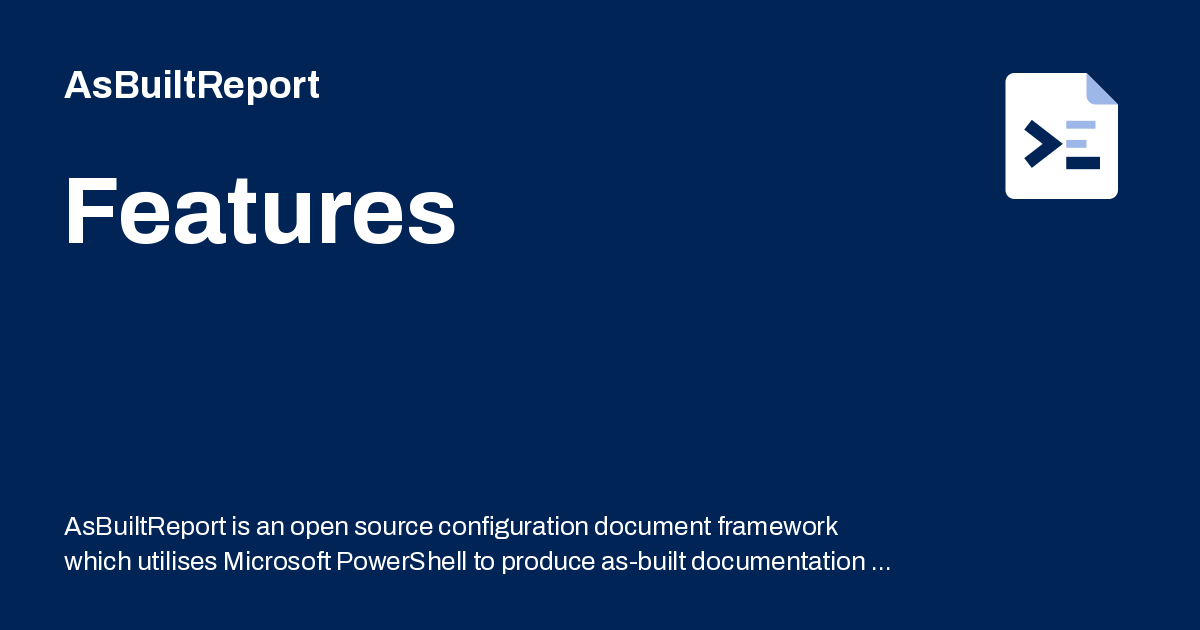 AsBuiltReport
Features
AsBuiltReport is an open source configuration document framework
which utilises Microsoft PowerShell to produce as-built documentation ...